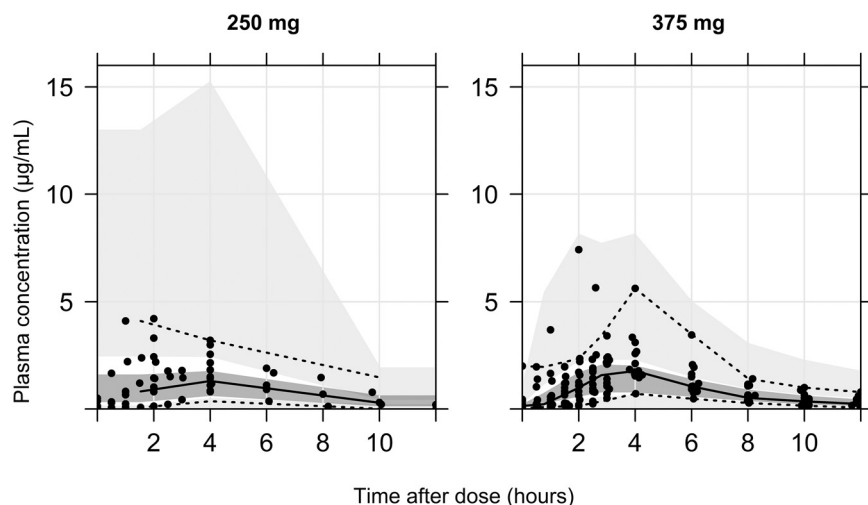 250 mg 375 mg
15 15
10 10
5 5
Plasma concentration (µg/mL)
2 4 6 8 10 2 4 6 8 10 12
Time after dose (hours)